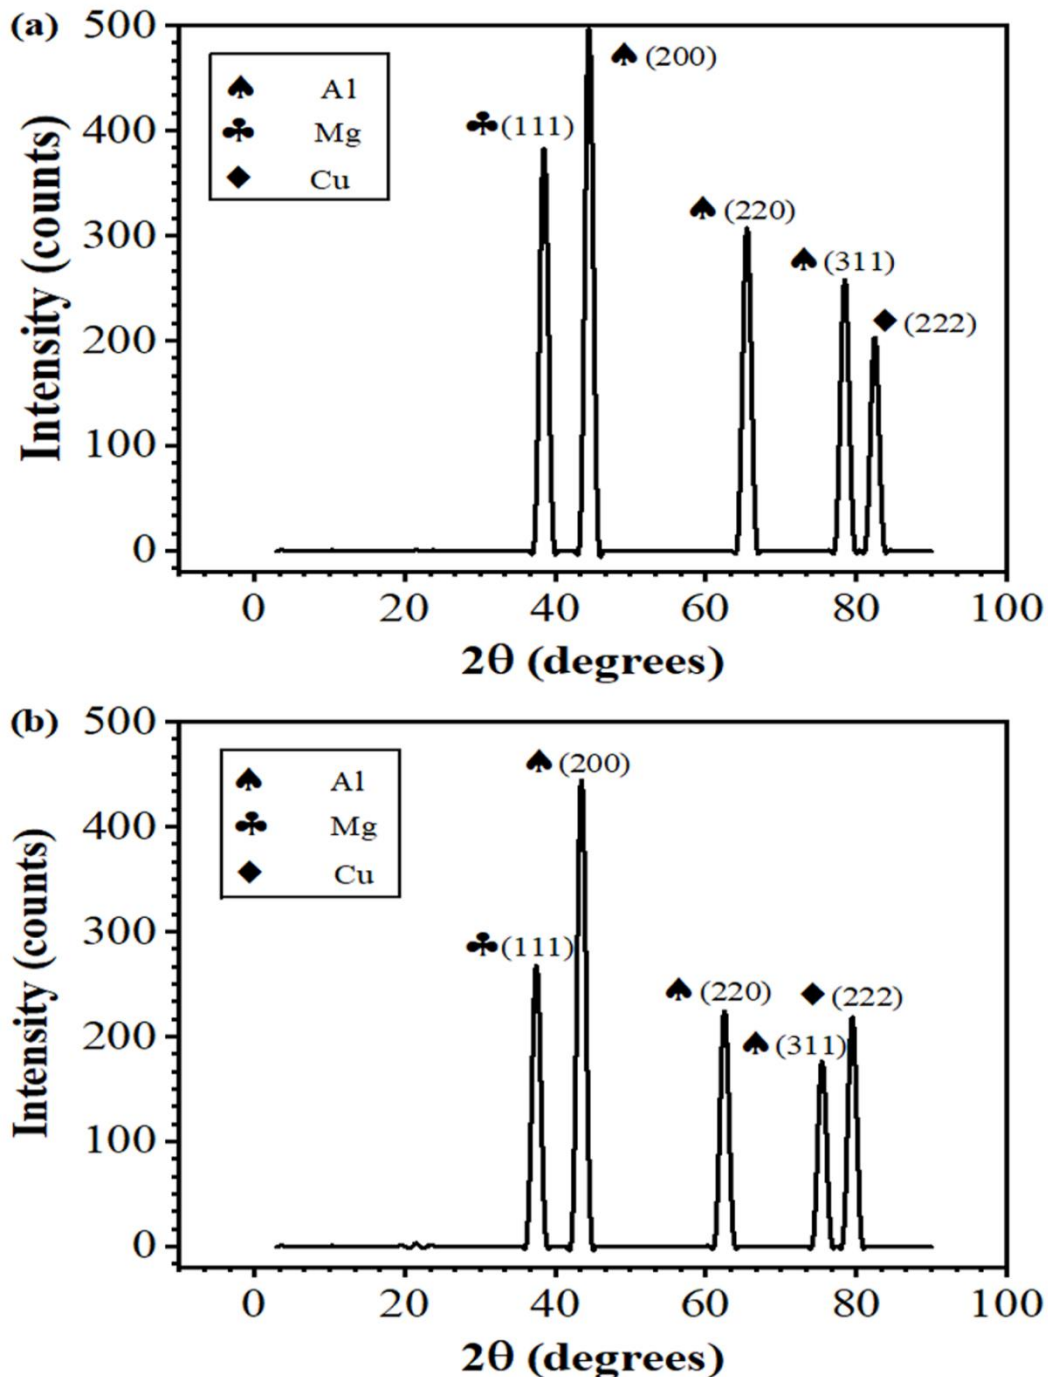 (a)
500
400
300
200
100
0
Intensity (counts)
♠ Al
♣ Mg
◆ Cu
♣ (111)
♠ (200)
♠ (220)
♠ (311)
◆ (222)
0 20 40 60 80 100
2θ (degrees)
(b)
500
400
300
200
100
0
Intensity (counts)
♠ Al
♣ Mg
◆ Cu
♣ (111)
♠ (200)
♠ (220)
♠ (311)
◆ (222)
0 20 40 60 80 100
2θ (degrees)